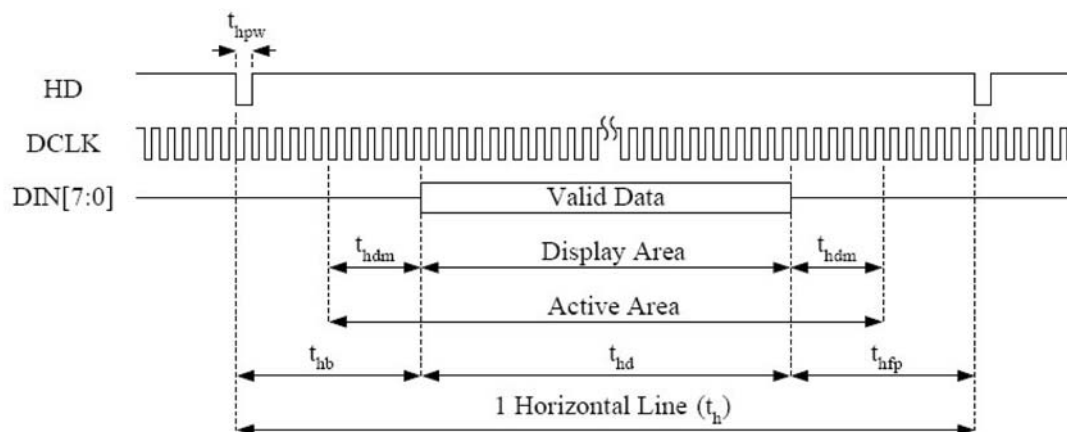 thpw
HD
DCLK
DIN[7:0]
Valid Data
thdm
Display Area
thdm
Active Area
thb
thd
thfp
1 Horizontal Line (th)